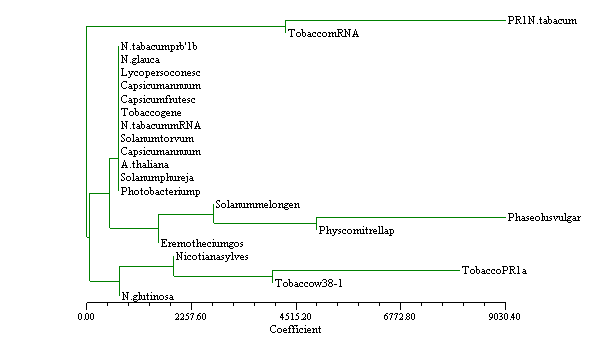 PR1N.tabacum
TobaccomRNA
N.tabacumprb'1b
N.glauca
Lycopersoconesc
Capsicumannuum
Capsicumfrutesc
Tobaccogene
N.tabacummRNA
Solanumtorvum
Capsicumannuum
A.thaliana
Solanumphureja
Photobacteriump
Solanummelongen
Phaseolusvulgar
Physcomitrellap
Eremotheciumgos
Nicotianasylves
TobaccoPR1a
Tobaccow38-1
N.glutinosa
0.00 2257.60 4515.20 6772.80 9030.40
Coefficient